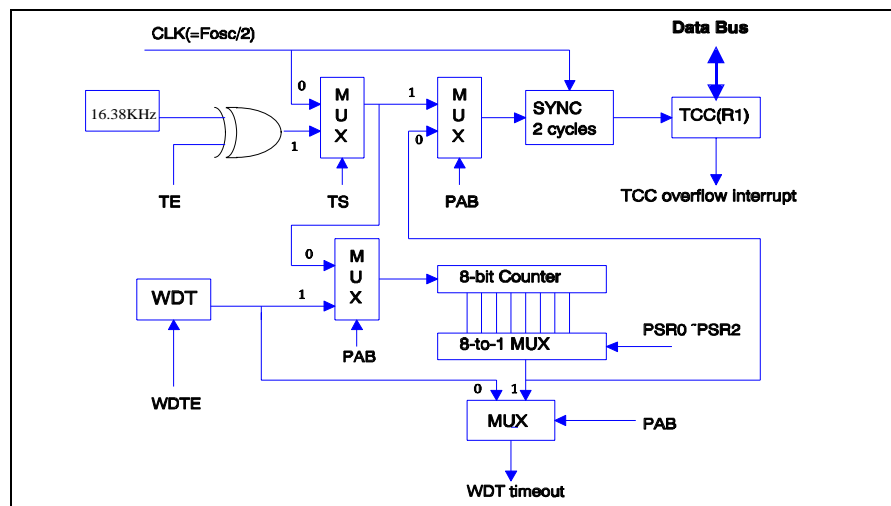 CLK(=Fosc/2)
Data Bus
0
M
U
X
1
M
U
X
SYNC
2 cycles
TCC(R1)
16.38KHz
1
0
TE
TS
PAB
TCC overflow interrupt
0
M
U
X
8-bit Counter
WDT
1
PSR0 ˜PSR2
8-to-1 MUX
PAB
WDTE
0
1
MUX
PAB
WDT timeout